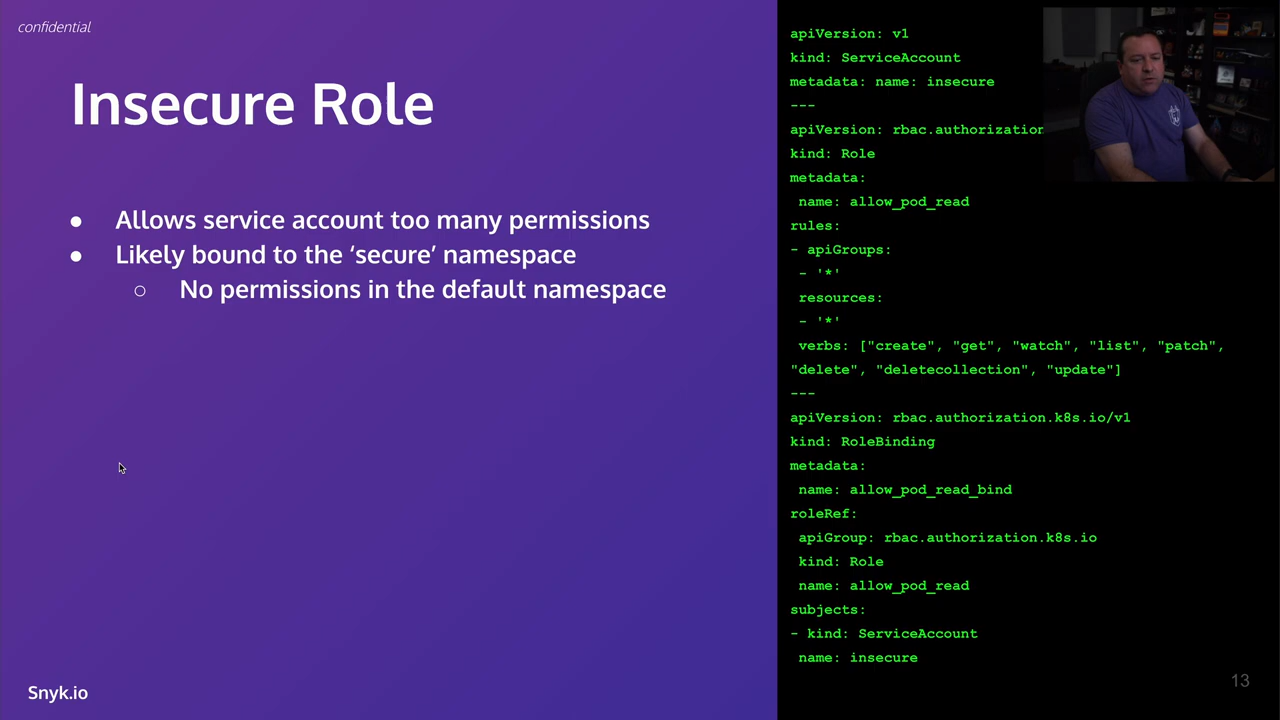 confidential
Insecure Role
● Allows service account too many permissions
● Likely bound to the ‘secure’ namespace
○ No permissions in the default namespace
Snyk.io
apiVersion: v1
kind: ServiceAccount
metadata: name: insecure
---
apiVersion: rbac.authorization
kind: Role
metadata:
 name: allow_pod_read
rules:
- apiGroups:
 - '*'
 resources:
 - '*'
 verbs: ["create", "get", "watch", "list", "patch",
"delete", "deletecollection", "update"]
---
apiVersion: rbac.authorization.k8s.io/v1
kind: RoleBinding
metadata:
 name: allow_pod_read_bind
roleRef:
 apiGroup: rbac.authorization.k8s.io
 kind: Role
 name: allow_pod_read
subjects:
- kind: ServiceAccount
 name: insecure
13